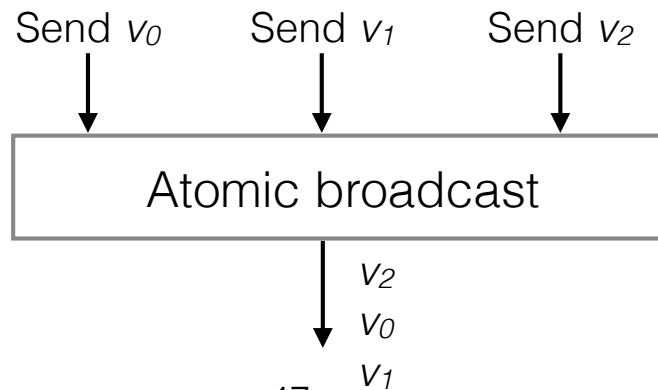 Send v₀ Send v₁ Send v₂
Atomic broadcast
v₂
v₀
v₁